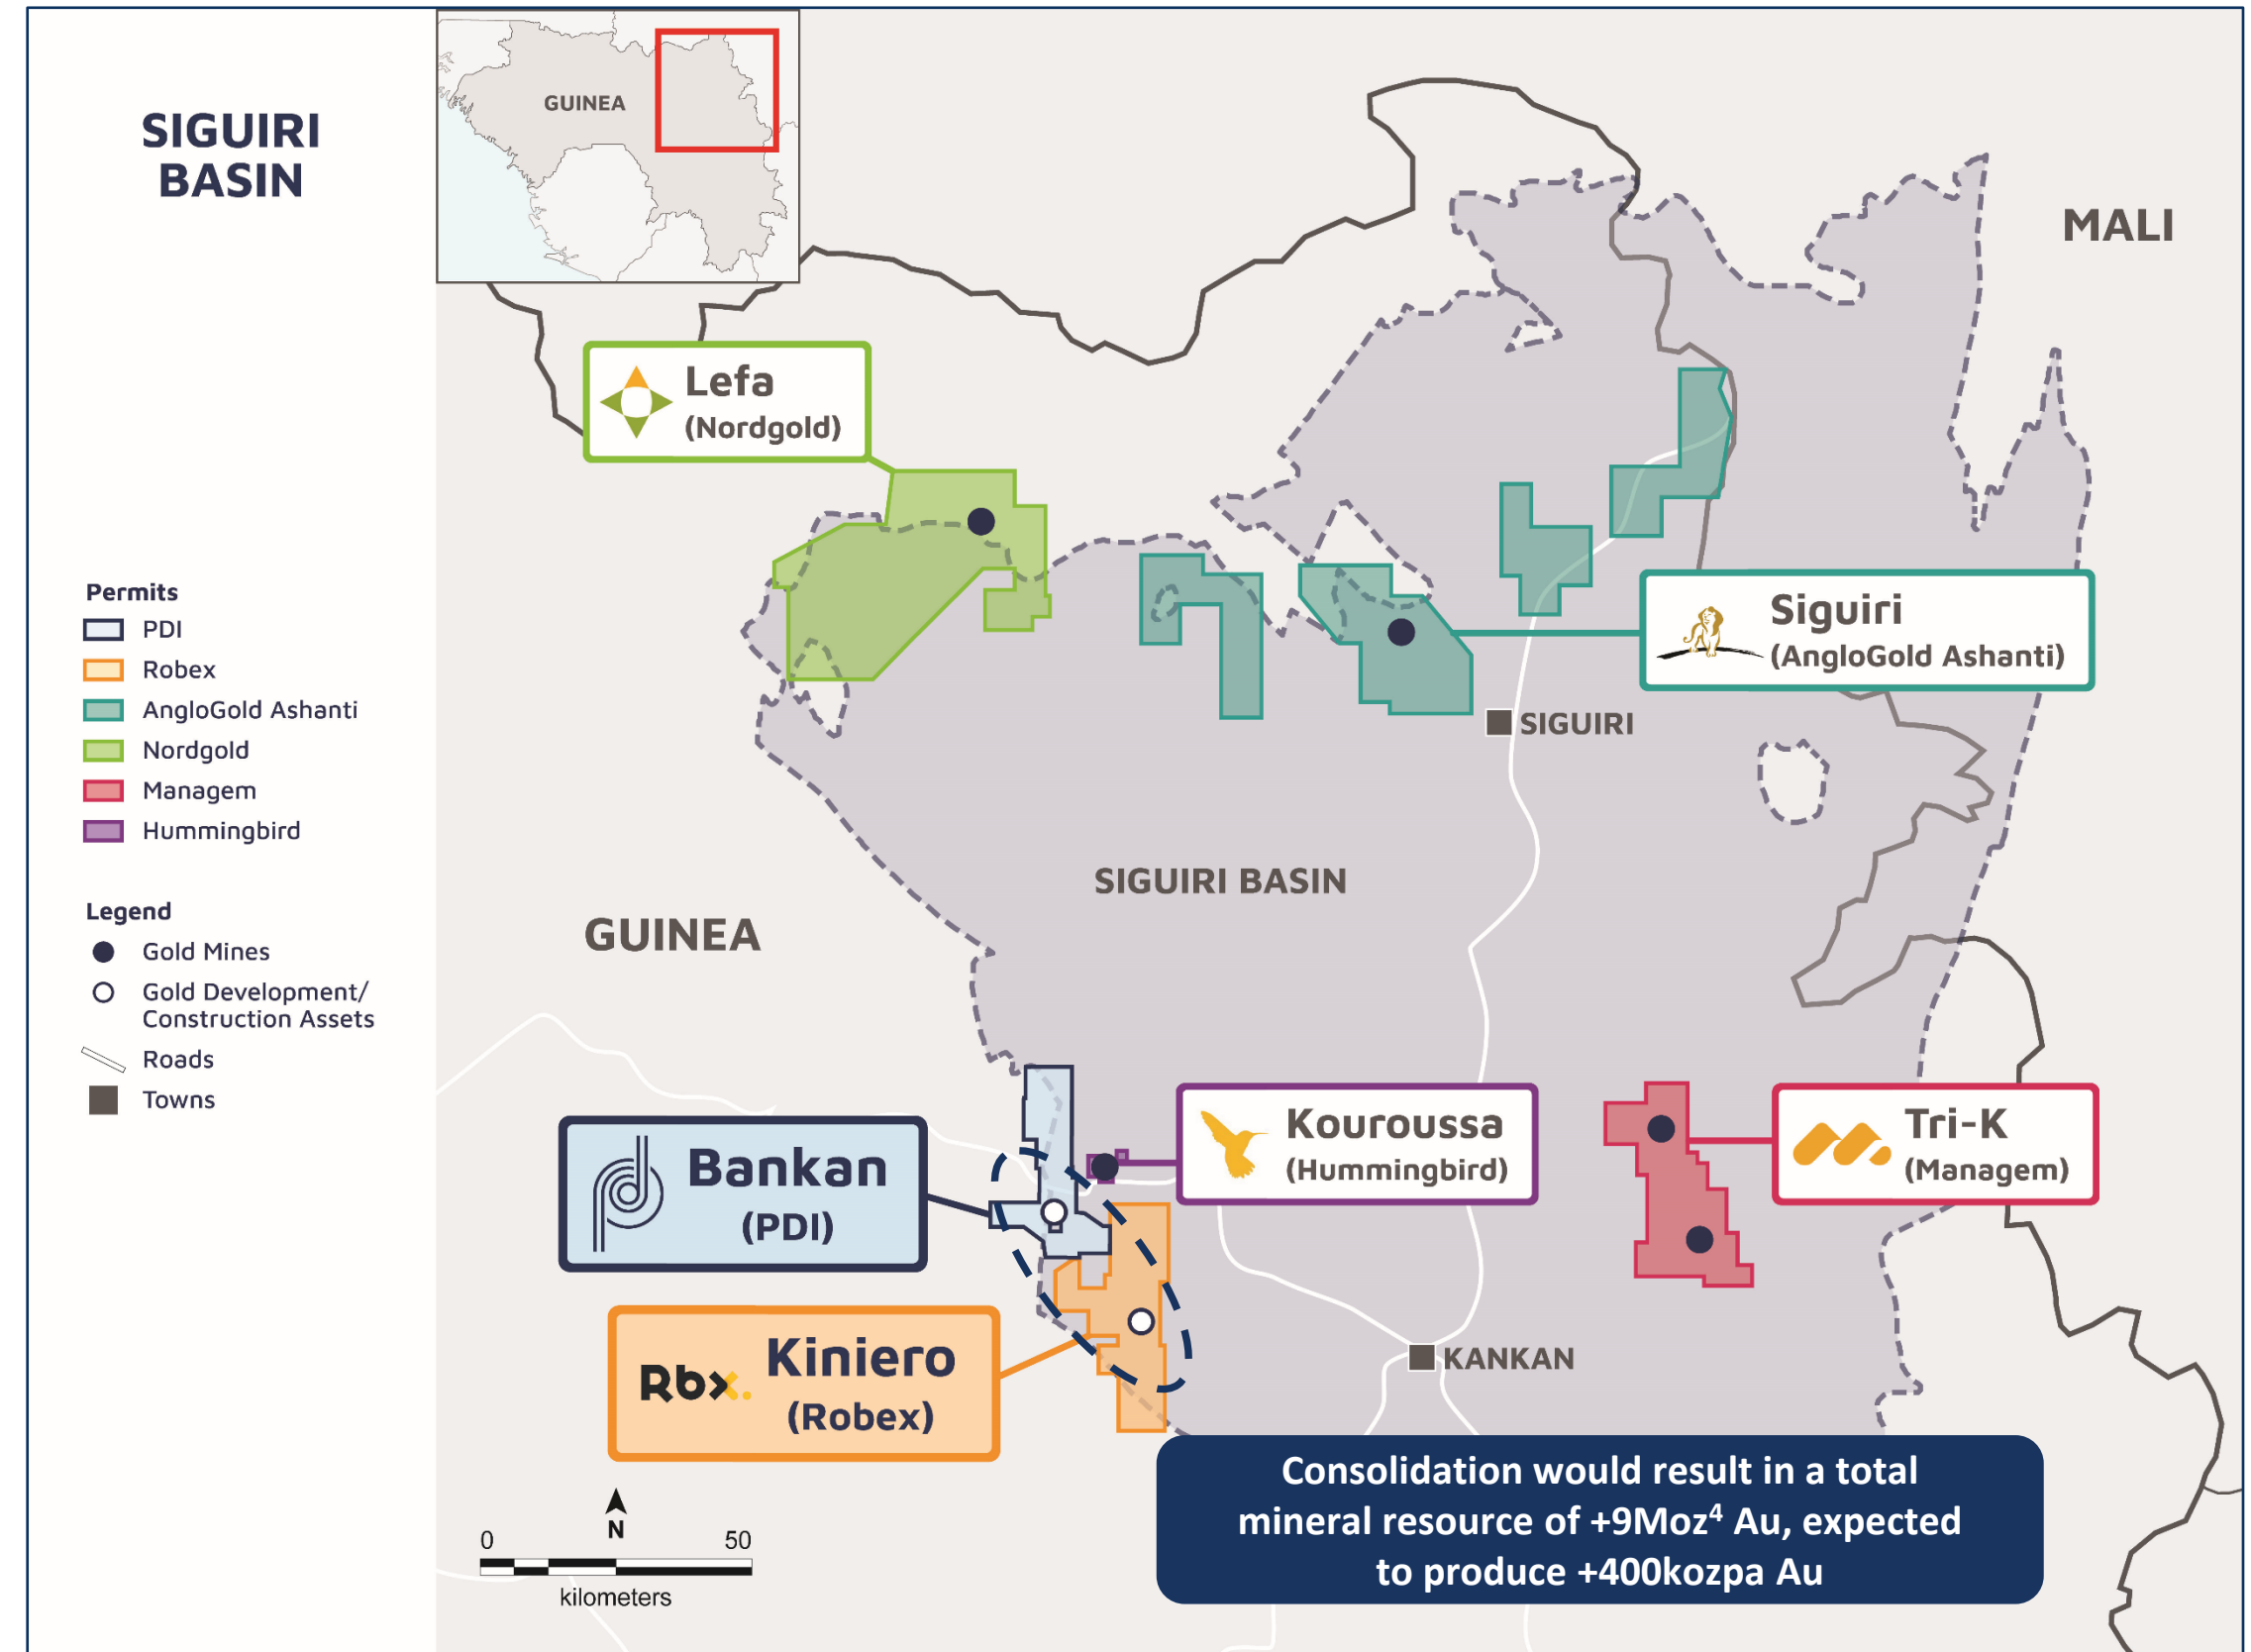 SIGUIRI
BASIN
GUINEA
MALI
Lefa
(Nordgold)
Siguiri
(AngloGold Ashanti)
SIGUIRI
Permits
PDI
Robex
AngloGold Ashanti
Nordgold
Managem
Hummingbird
Legend
Gold Mines
Gold Development/
Construction Assets
Roads
Towns
SIGUIRI BASIN
GUINEA
Bankan
(PDI)
Kouroussa
(Hummingbird)
Tri-K
(Managem)
Rbx.
Kiniero
(Robex)
KANKAN
N
0 50
kilometers
Consolidation would result in a total
mineral resource of +9Moz⁴ Au, expected
to produce +400kozpa Au